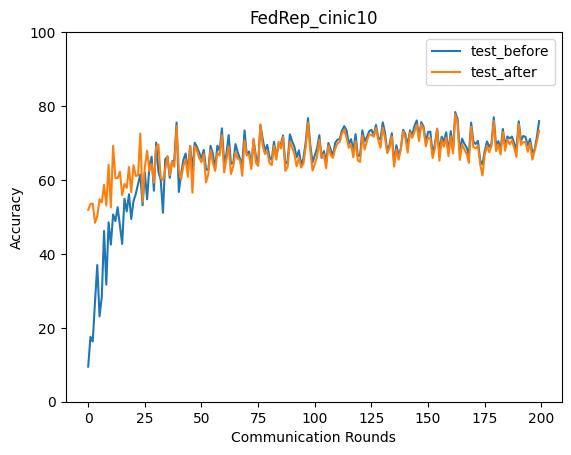 FedRep_cinic10
test_before
test_after
Accuracy
100
80
60
40
20
0
0 25 50 75 100 125 150 175 200
Communication Rounds